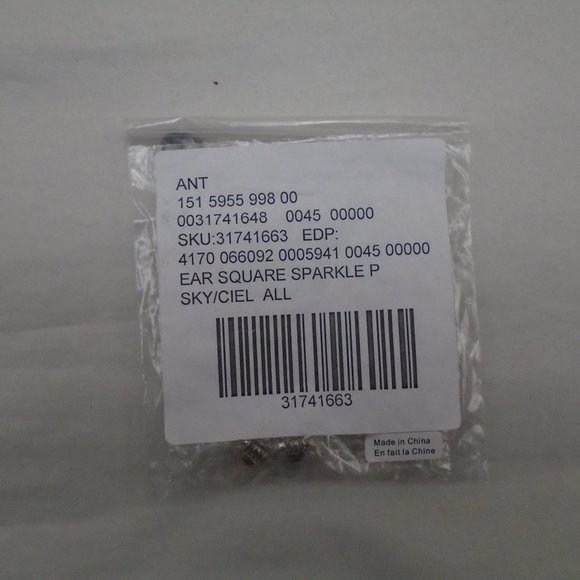 ANT
151 5955 998 00
0031741648 0045 00000
SKU:31741663 EDP:
4170 066092 0005941 0045 00000
EAR SQUARE SPARKLE P
SKY/CIEL ALL
31741663
Made in China
En fait la Chine